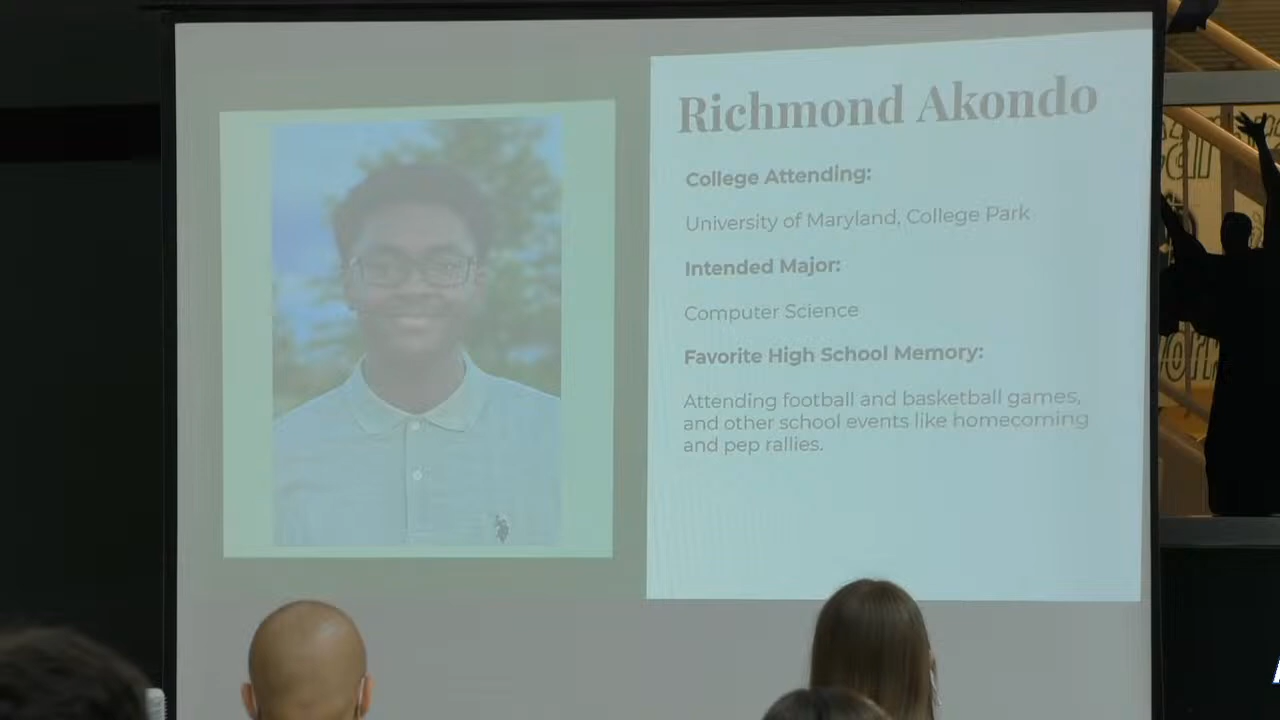 Richmond Akondo
College Attending:
University of Maryland, College Park
Intended Major:
Computer Science
Favorite High School Memory:
Attending football and basketball games,
and other school events like homecoming
and pep rallies.